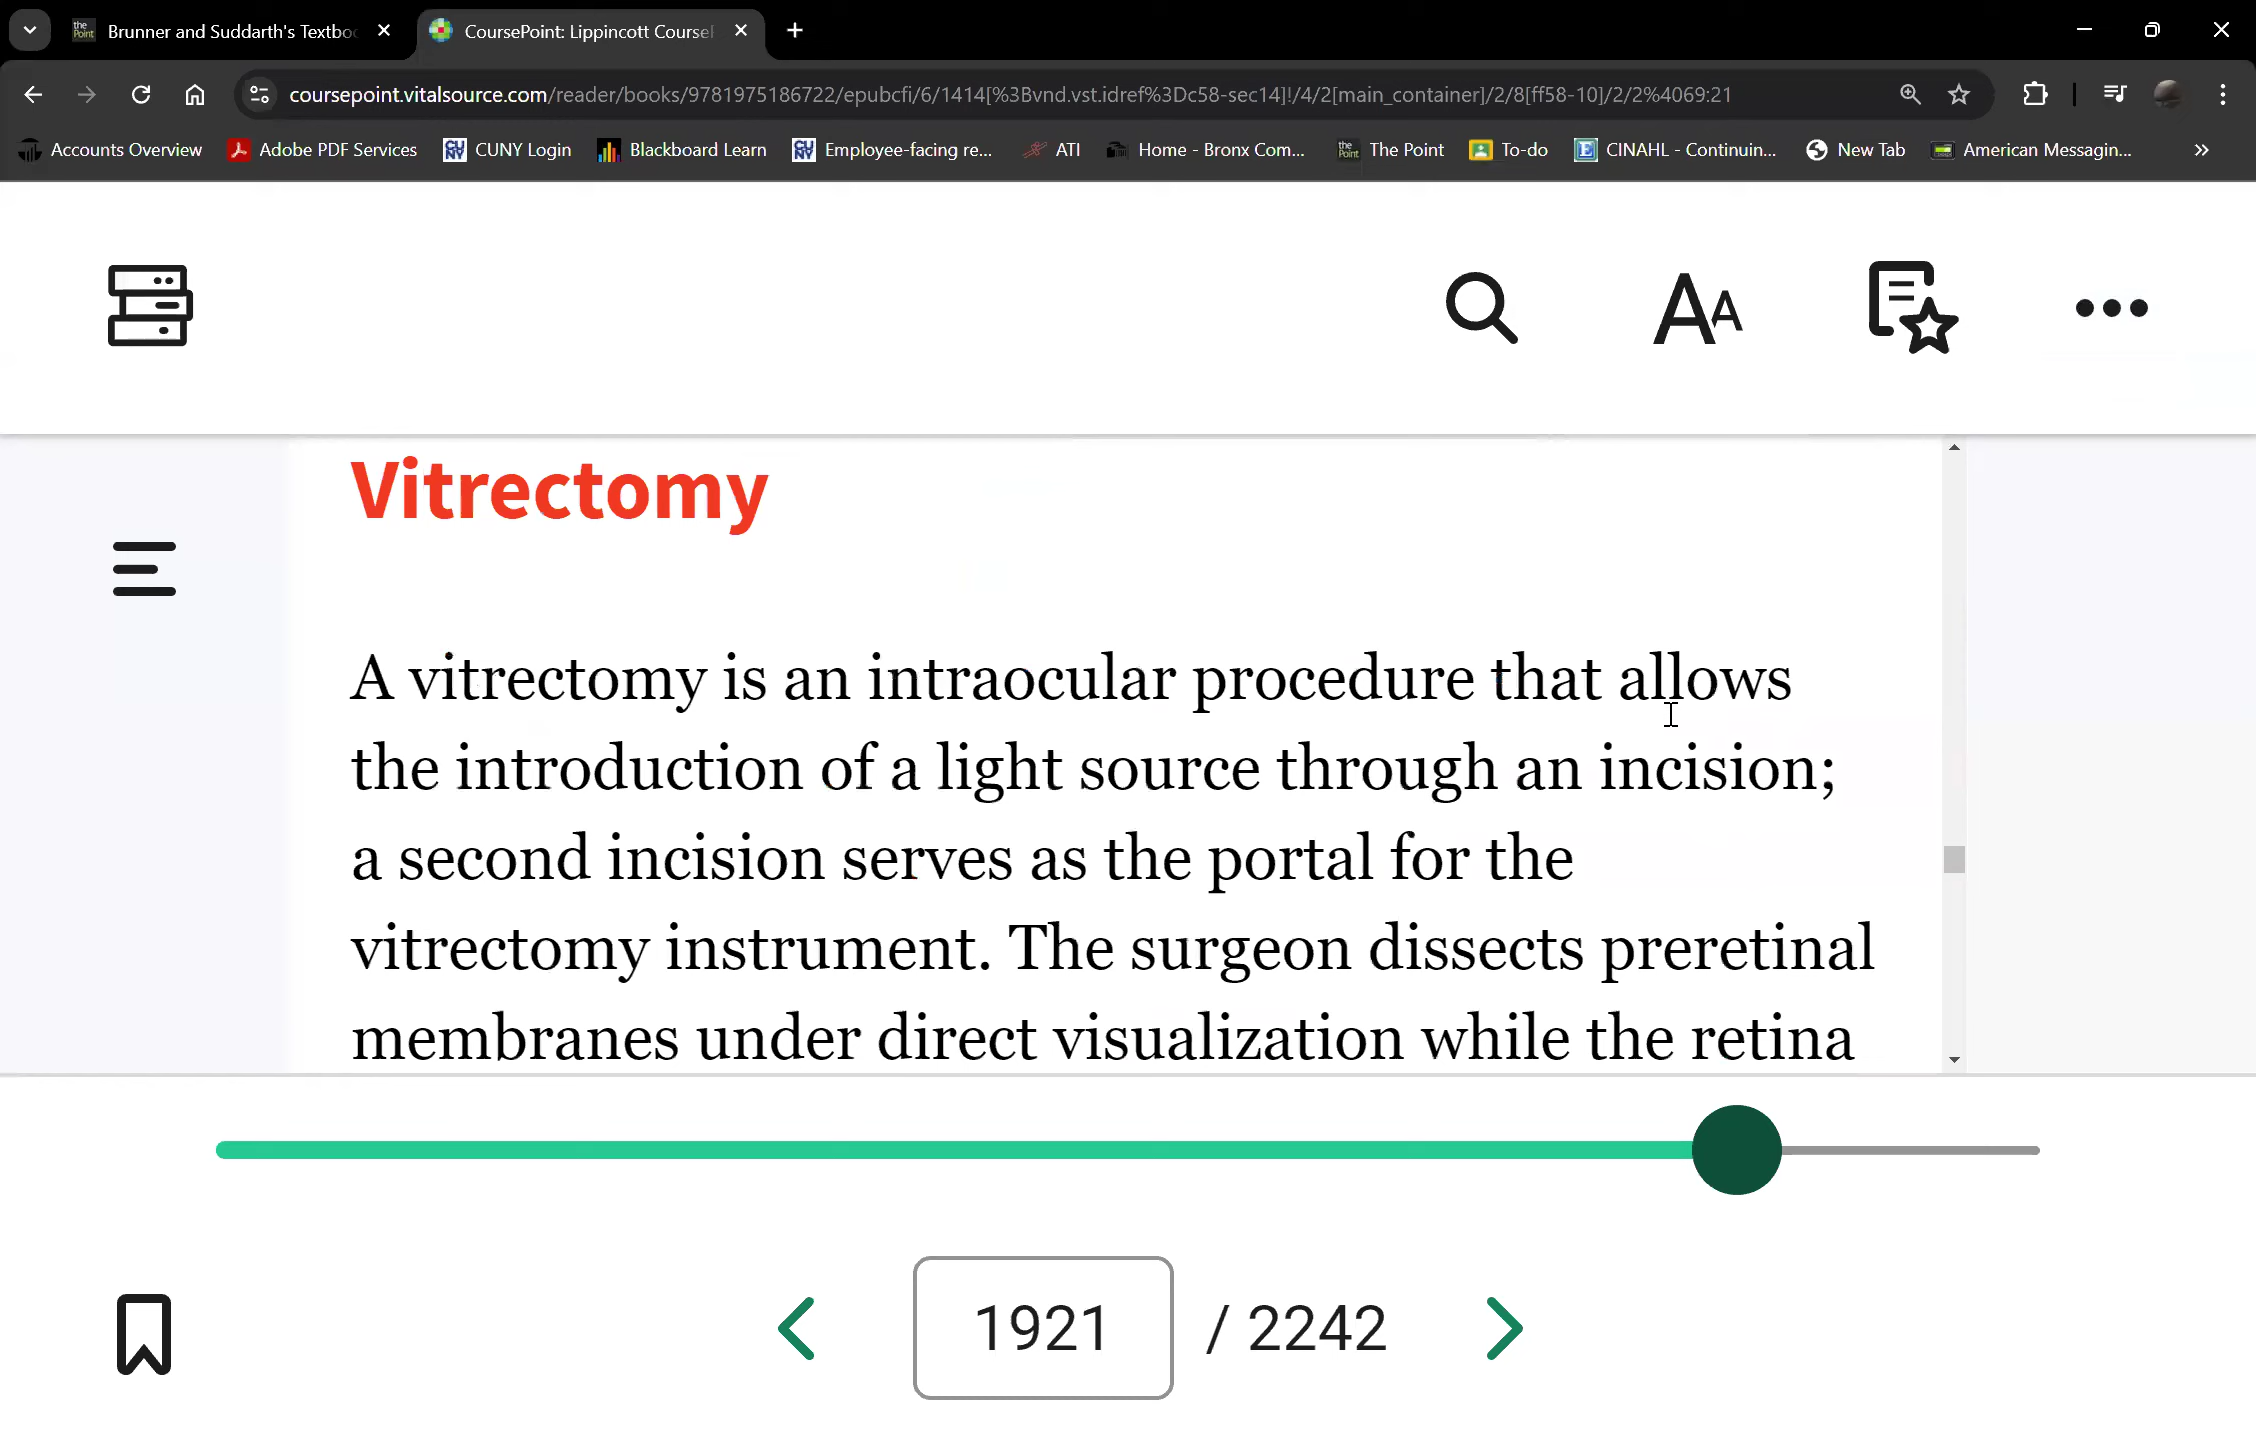 Brunner and Suddarth's Textbo
CoursePoint: Lippincott Course
coursepoint.vitalsource.com/reader/books/9781975186722/epubcfi/6/1414[%3Bvnd.vst.idref%3Dc58-sec14]!/4/2[main_container]/2/8[ff58-10]/2/2%4069:21
Accounts Overview Adobe PDF Services CUNY Login Blackboard Learn Employee-facing re... ATI Home - Bronx Com... the Point The Point To-do CINAHL - Continuin... New Tab American Messagin...
Vitrectomy
A vitrectomy is an intraocular procedure that allows
the introduction of a light source through an incision;
a second incision serves as the portal for the
vitrectomy instrument. The surgeon dissects preretinal
membranes under direct visualization while the retina
1921 / 2242